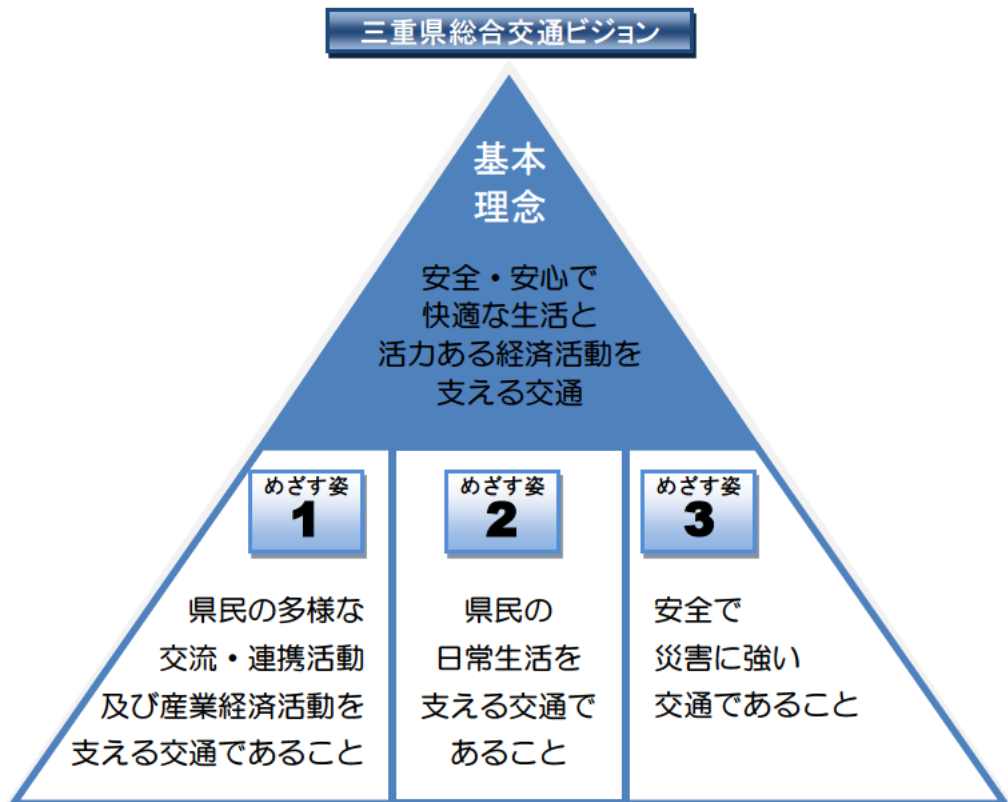 三重県総合交通ビジョン
基本
理念
安全・安心で
快適な生活と
活力ある経済活動を
支える交通
めざす姿
1
県民の多様な
交流・連携活動
及び産業経済活動を
支える交通であること
めざす姿
2
県民の
日常生活を
支える交通で
あること
めざす姿
3
安全で
災害に強い
交通であること